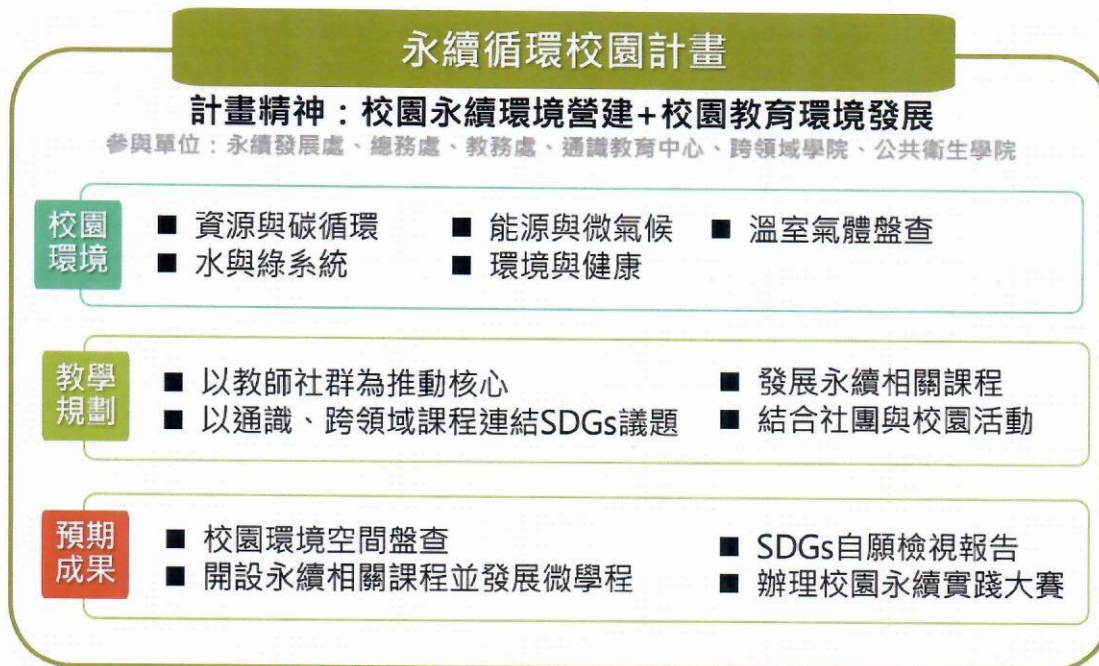 永續循環校園計畫
計畫精神：校園永續環境營建+校園教育環境發展
參與單位：永續發展處、總務處、教務處、通識教育中心、跨領域學院、公共衛生學院
校園
環境
■ 資源與碳循環 ■ 能源與微氣候 ■ 溫室氣體盤查
■ 水與綠系統 ■ 環境與健康
教學
規劃
■ 以教師社群為推動核心 ■ 發展永續相關課程
■ 以通識、跨領域課程連結SDGs議題 ■ 結合社團與校園活動
預期
成果
■ 校園環境空間盤查 ■ SDGs自願檢視報告
■ 開設永續相關課程並發展微學程 ■ 辦理校園永續實踐大賽